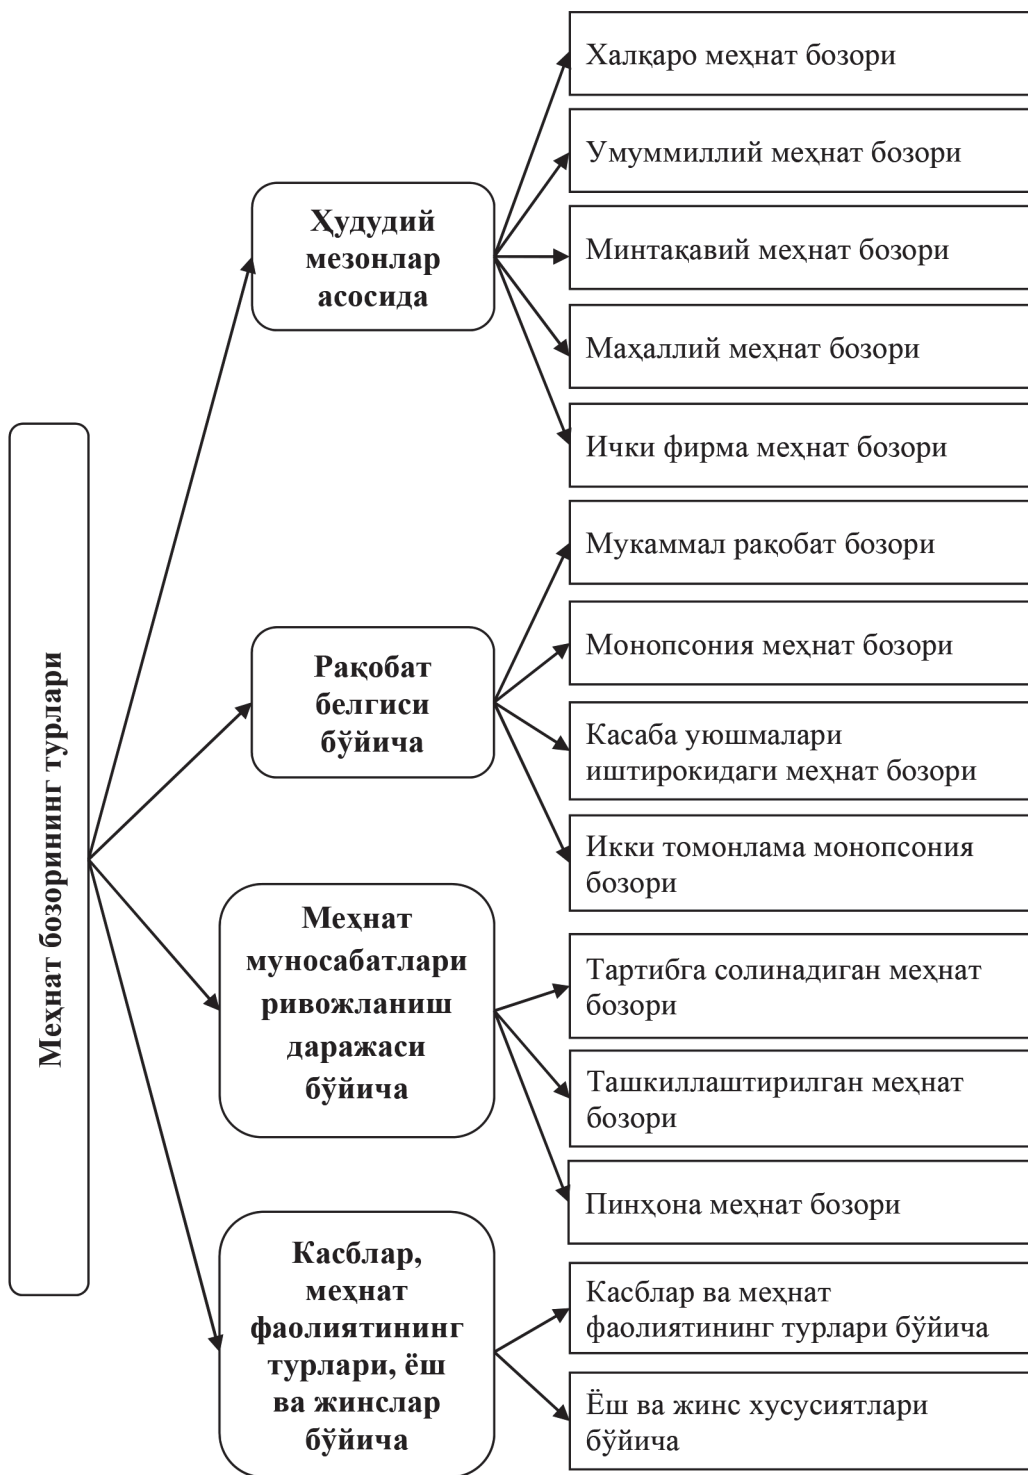 Меҳнат бозорининг турлари
Ҳудудий
мезонлар
асосида
Халқаро меҳнат бозори
Умуммиллий меҳнат бозори
Минтақавий меҳнат бозори
Маҳаллий меҳнат бозори
Ички фирма меҳнат бозори
Рақобат
белгиси
бўйича
Мукаммал рақобат бозори
Монопсония меҳнат бозори
Касаба уюшмалари
иштирокидаги меҳнат бозори
Икки томонлама монопсония
бозори
Меҳнат
муносабатлари
ривожланиш
даражаси
бўйича
Тартибга солинадиган меҳнат
бозори
Ташкиллаштирилган меҳнат
бозори
Пинҳона меҳнат бозори
Касблар,
меҳнат
фаолиятининг
турлари, ёш
ва жинслар
бўйича
Касблар ва меҳнат
фаолиятининг турлари бўйича
Ёш ва жинс хусусиятлари
бўйича